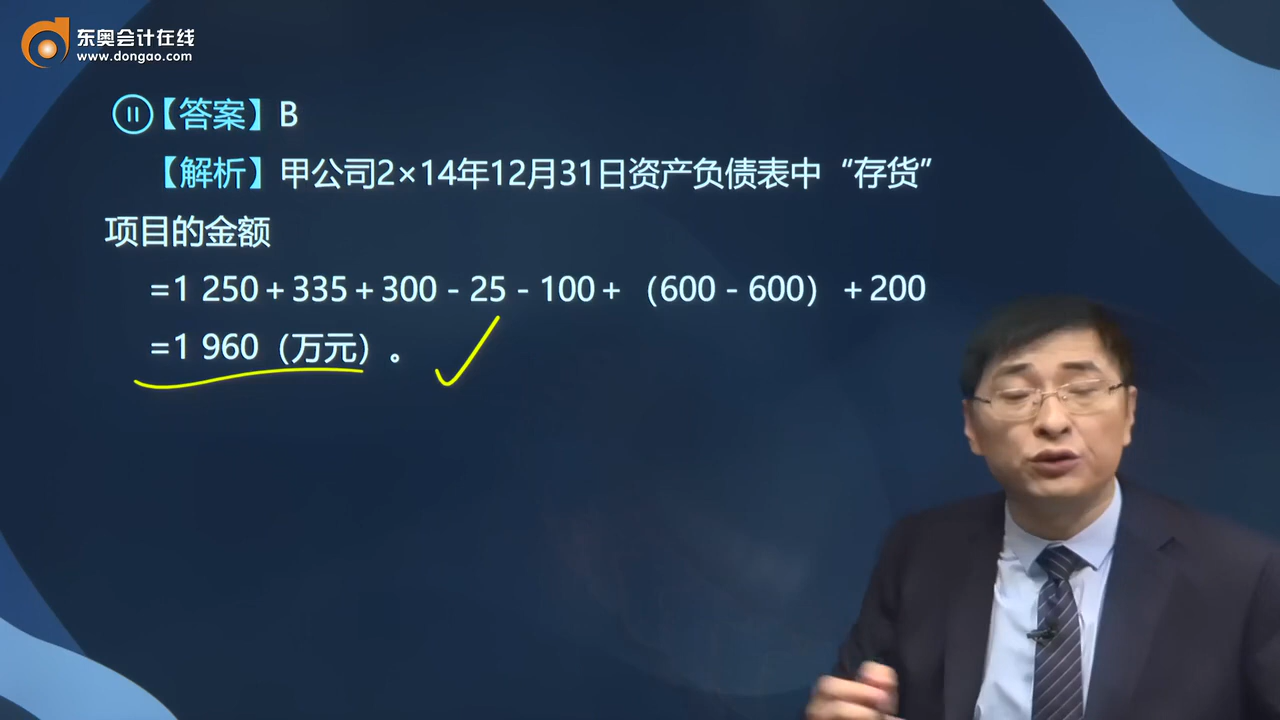 东奥会计在线
www.dongao.com
【答案】B
【解析】甲公司2×14年12月31日资产负债表中“存货”
项目的金额
=1 250+335+300-25-100+（600-600）+200
=1 960（万元）。